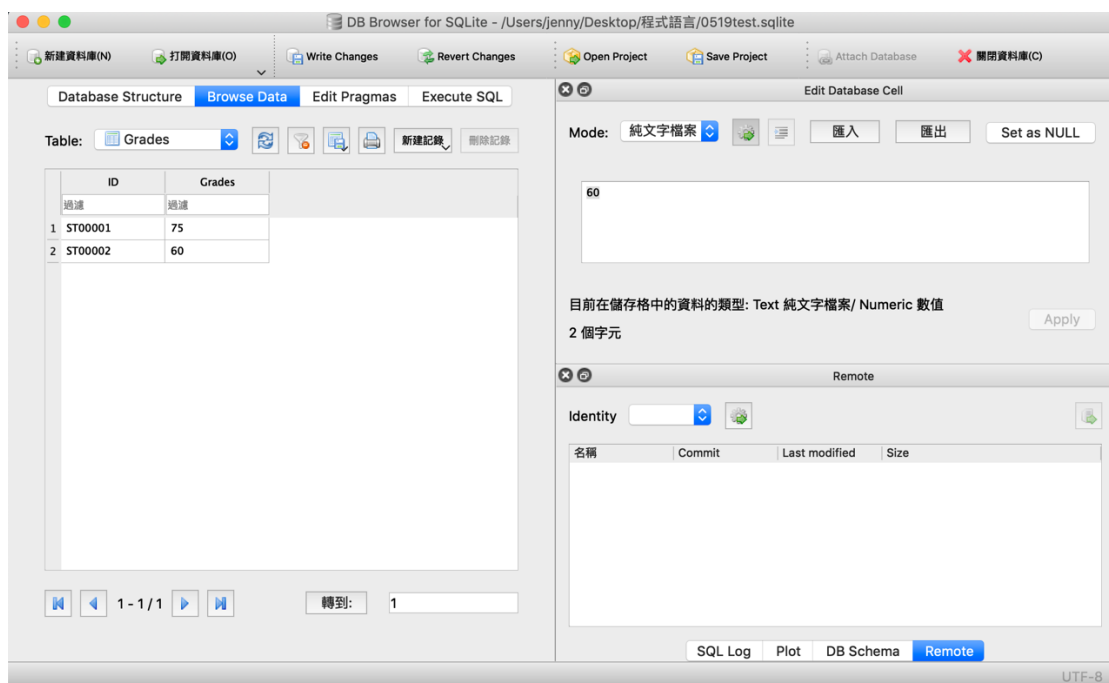 DB Browser for SQLite - /Users/jenny/Desktop/程式語言/0519test.sqlite
新建資料庫(N) 打開資料庫(O) Write Changes Revert Changes Open Project Save Project Attach Database 關閉資料庫(C)
Database Structure Browse Data Edit Pragmas Execute SQL
Table: Grades 新建記錄 刪除記錄
ID Grades
過濾 過濾
1 ST00001 75
2 ST00002 60
1 - 1 / 1 轉到: 1
Edit Database Cell
Mode: 純文字檔案 匯入 匯出 Set as NULL
60
目前在儲存格中的資料的類型: Text 純文字檔案/ Numeric 數值
2 個字元
Apply
Remote
Identity
名稱 Commit Last modified Size
SQL Log Plot DB Schema Remote
UTF-8